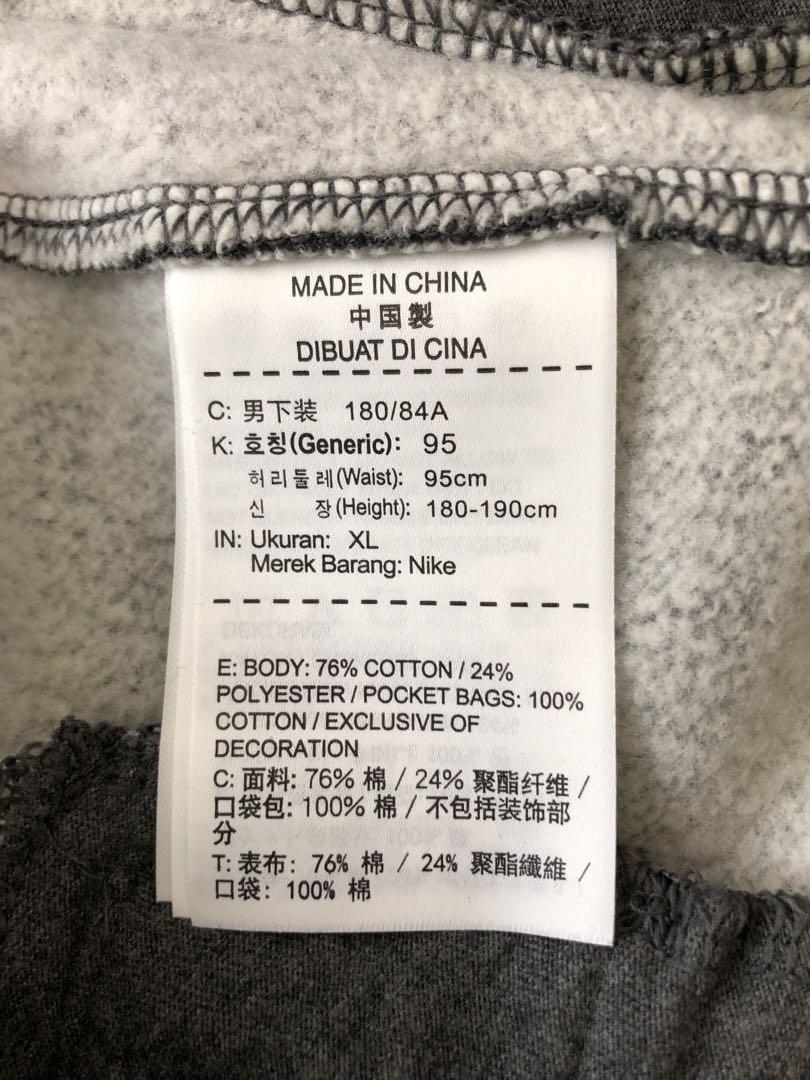 MADE IN CHINA
中国製
DIBUAT DI CINA
C: 男下装 180/84A
K: 호칭(Generic): 95
허리둘레(Waist): 95cm
신 장(Height): 180-190cm
IN: Ukuran: XL
Merek Barang: Nike
E: BODY: 76% COTTON / 24%
POLYESTER / POCKET BAGS: 100%
COTTON / EXCLUSIVE OF
DECORATION
C: 面料: 76% 棉 / 24% 聚酯纤维 /
口袋包: 100% 棉 / 不包括装饰部
分
T: 表布: 76% 棉 / 24% 聚酯纖維 /
口袋: 100% 棉